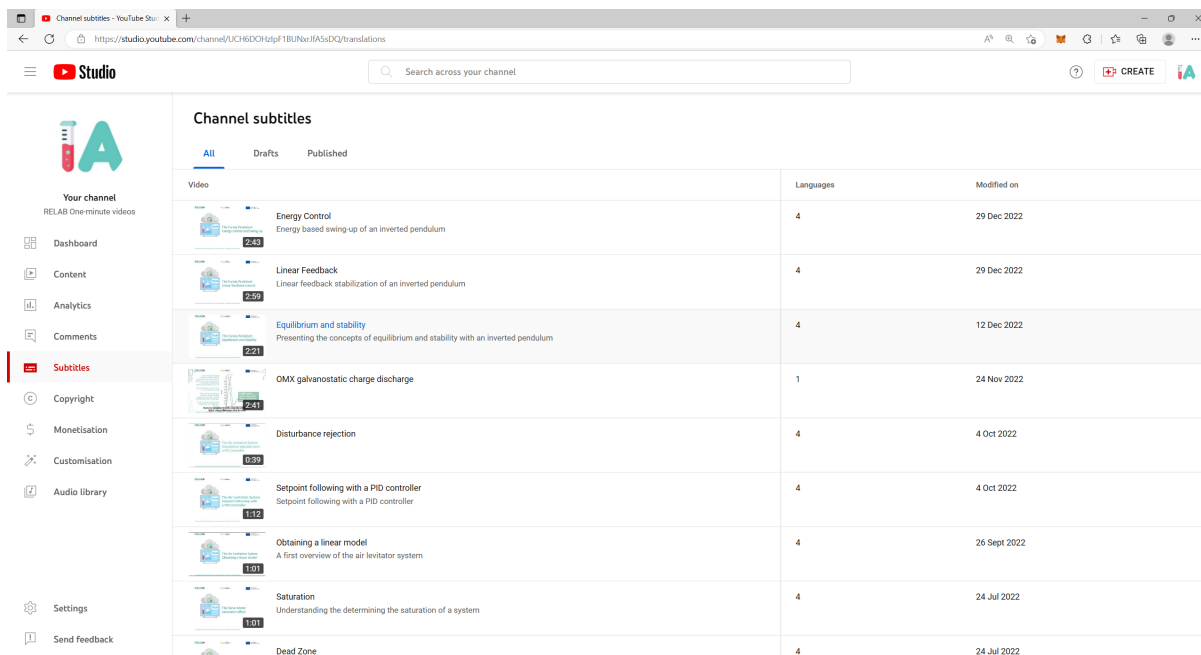 Channel subtitles - YouTube Stu
https://studio.youtube.com/channel/UCH6DOHzlpF1BUNxrJfA5sDQ/translations
Studio
Search across your channel
CREATE
Channel subtitles
All Drafts Published
Video Languages Modified on
Your channel
RELAB One-minute videos
Dashboard
Content
Analytics
Comments
Subtitles
Copyright
Monetisation
Customisation
Audio library
Settings
Send feedback
2:43 Energy Control 4 29 Dec 2022
Energy based swing-up of an inverted pendulum
2:59 Linear Feedback 4 29 Dec 2022
Linear feedback stabilization of an inverted pendulum
2:21 Equilibrium and stability 4 12 Dec 2022
Presenting the concepts of equilibrium and stability with an inverted pendulum
2:41 OMX galvanostatic charge discharge 1 24 Nov 2022
0:39 Disturbance rejection 4 4 Oct 2022
1:12 Setpoint following with a PID controller 4 4 Oct 2022
Setpoint following with a PID controller
1:01 Obtaining a linear model 4 26 Sept 2022
A first overview of the air levitator system
1:01 Saturation 4 24 Jul 2022
Understanding the determining the saturation of a system
Dead Zone 4 24 Jul 2022